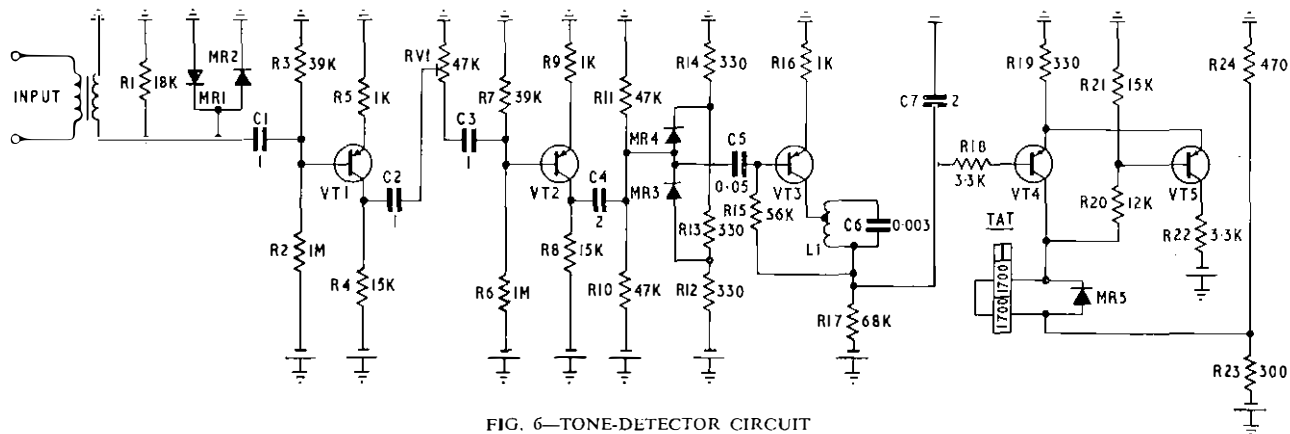 INPUT
R1
18K
MR1
MR2
C1
1
R3
39K
R2
1M
R5
1K
VT1
R4
15K
C2
1
RV1
47K
C3
1
R7
39K
R6
1M
R9
1K
VT2
C4
2
R8
15K
R11
47K
R10
47K
R14
330
MR4
MR3
R13
330
R12
330
C5
0·05
R15
56K
R16
1K
VT3
L1
C6
0·003
R17
68K
C7
2
R18
3·3K
R19
330
VT4
R21
15K
R20
12K
VT5
R22
3·3K
TAT
1700
1700
MR5
R24
470
R23
300
FIG. 6—TONE-DETECTOR CIRCUIT